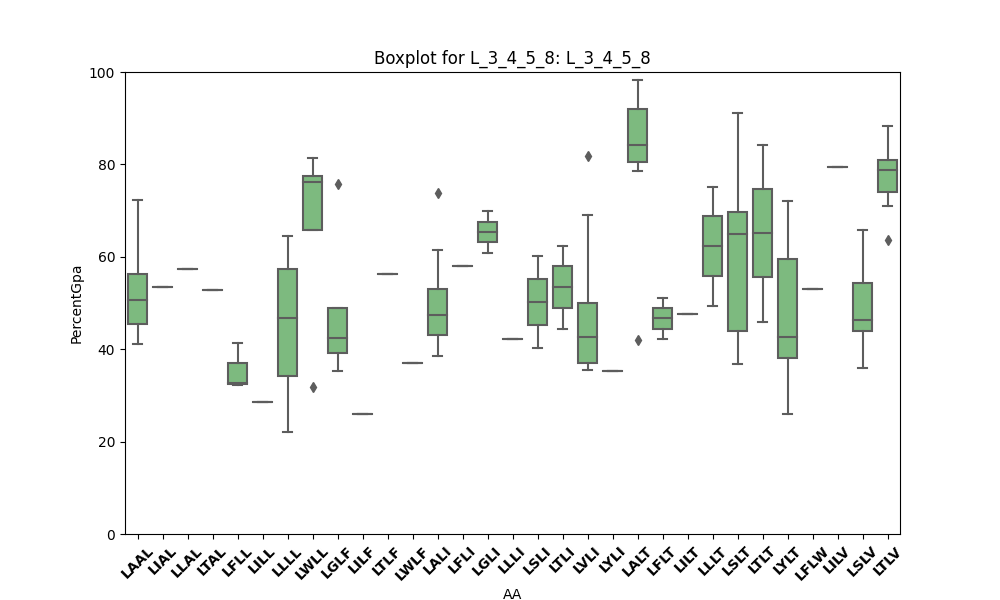 Boxplot for L_3_4_5_8: L_3_4_5_8
100
80
60
40
20
0
PercentGpa
LAAL LIAL LLAL LTAL LFLL LILL LLLL LWLL LGLF LILF LTLF LWLF LALI LFLI LGLI LLLI LSLI LTLI LVLI LYLI LALT LFLT LILT LLLT LSLT LTLT LYLT LFLW LILV LSLV LTLV
AA